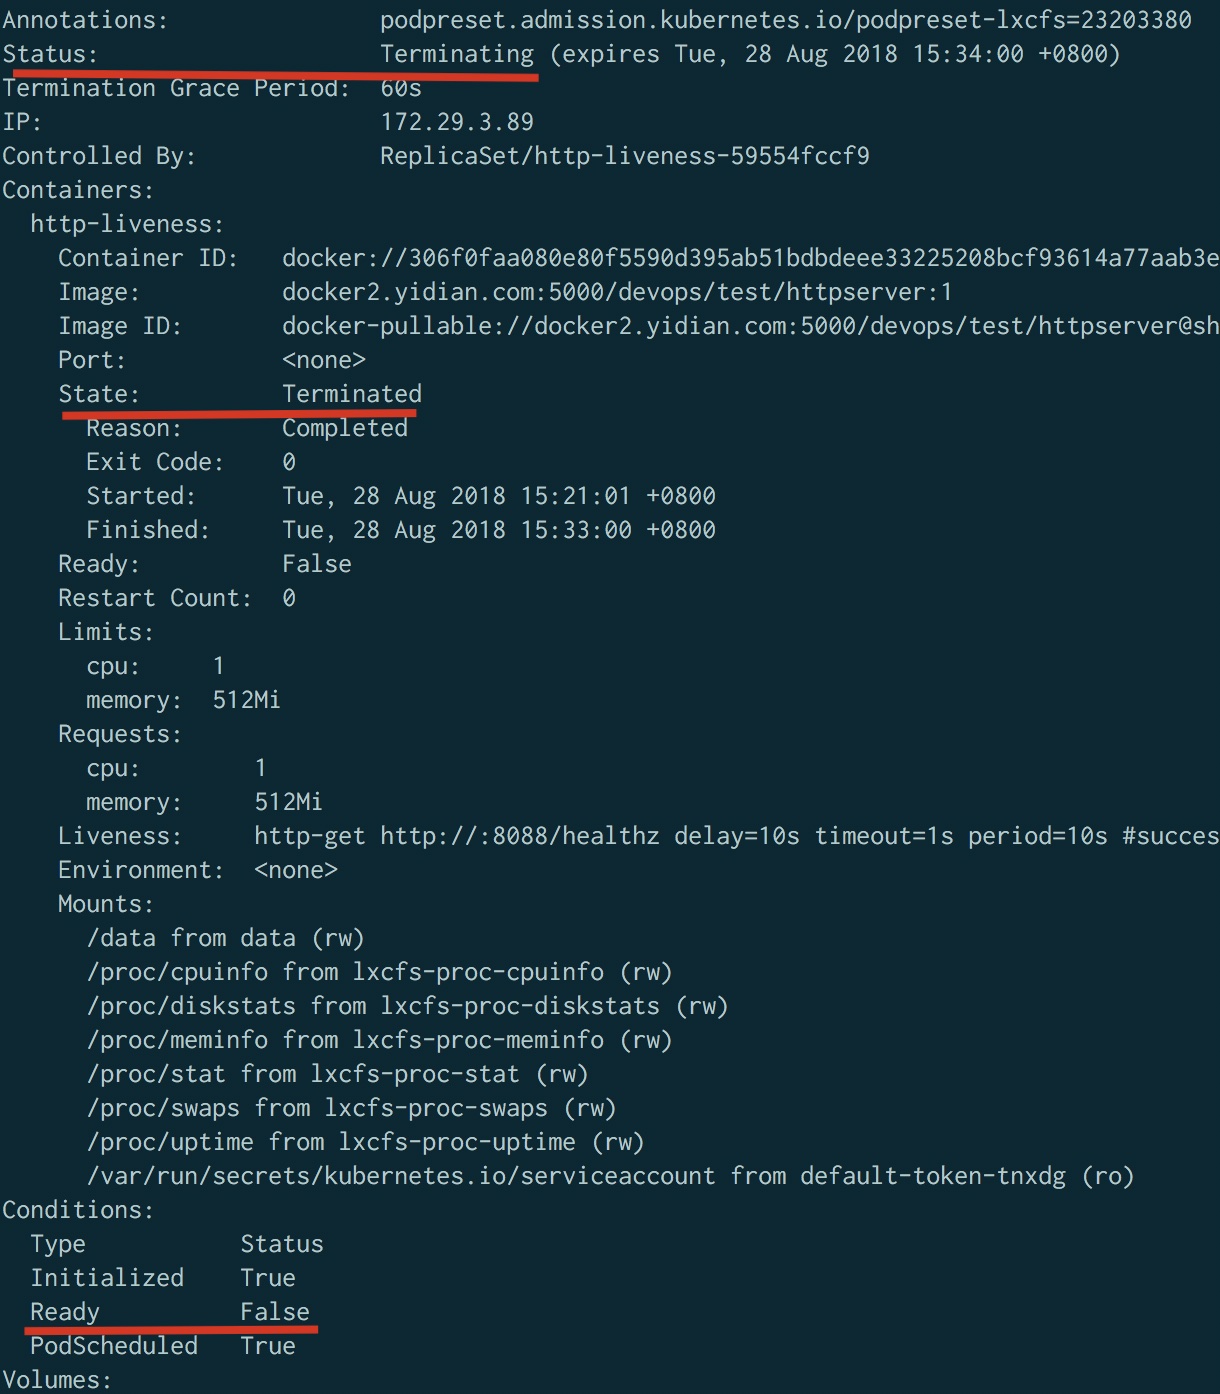 Annotations: podpreset.admission.kubernetes.io/podpreset-lxcfs=23203380
Status: Terminating (expires Tue, 28 Aug 2018 15:34:00 +0800)
Termination Grace Period: 60s
IP: 172.29.3.89
Controlled By: ReplicaSet/http-liveness-59554fccf9
Containers:
http-liveness:
Container ID: docker://306f0faa080e80f5590d395ab51bdbdeee33225208bcf93614a77aab3e
Image: docker2.yidian.com:5000/devops/test/httpserver:1
Image ID: docker-pullable://docker2.yidian.com:5000/devops/test/httpserver@sh
Port: <none>
State: Terminated
Reason: Completed
Exit Code: 0
Started: Tue, 28 Aug 2018 15:21:01 +0800
Finished: Tue, 28 Aug 2018 15:33:00 +0800
Ready: False
Restart Count: 0
Limits:
cpu: 1
memory: 512Mi
Requests:
cpu: 1
memory: 512Mi
Liveness: http-get http://:8088/healthz delay=10s timeout=1s period=10s #succes
Environment: <none>
Mounts:
/data from data (rw)
/proc/cpuinfo from lxcfs-proc-cpuinfo (rw)
/proc/diskstats from lxcfs-proc-diskstats (rw)
/proc/meminfo from lxcfs-proc-meminfo (rw)
/proc/stat from lxcfs-proc-stat (rw)
/proc/swaps from lxcfs-proc-swaps (rw)
/proc/uptime from lxcfs-proc-uptime (rw)
/var/run/secrets/kubernetes.io/serviceaccount from default-token-tnxdg (ro)
Conditions:
Type Status
Initialized True
Ready False
PodScheduled True
Volumes: